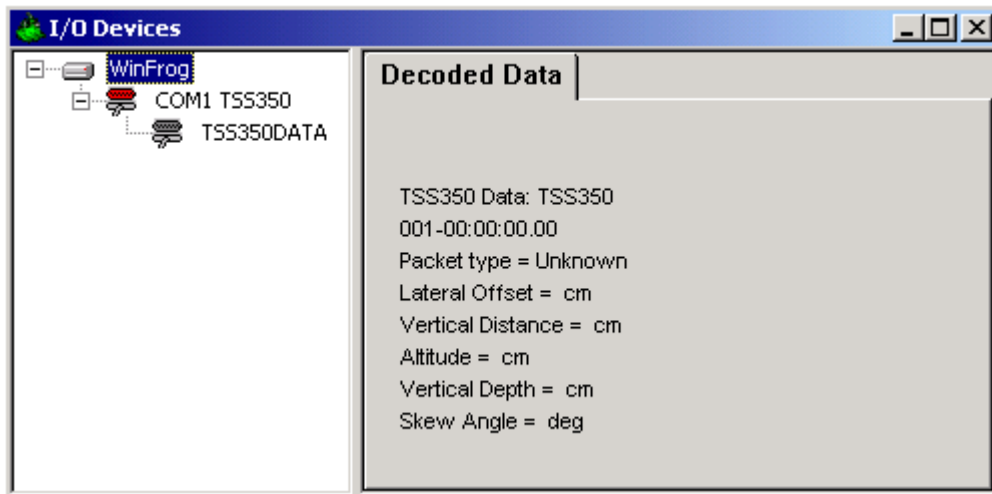 I/O Devices
WinFrog
COM1 TSS350
TSS350DATA
Decoded Data
TSS350 Data: TSS350
001-00:00:00.00
Packet type = Unknown
Lateral Offset =  cm
Vertical Distance =  cm
Altitude =  cm
Vertical Depth =  cm
Skew Angle =  deg